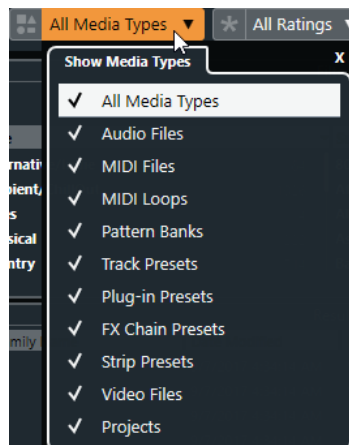 All Media Types
All Ratings
Show Media Types
X
All Media Types
Audio Files
MIDI Files
MIDI Loops
Pattern Banks
Track Presets
Plug-in Presets
FX Chain Presets
Strip Presets
Video Files
Projects